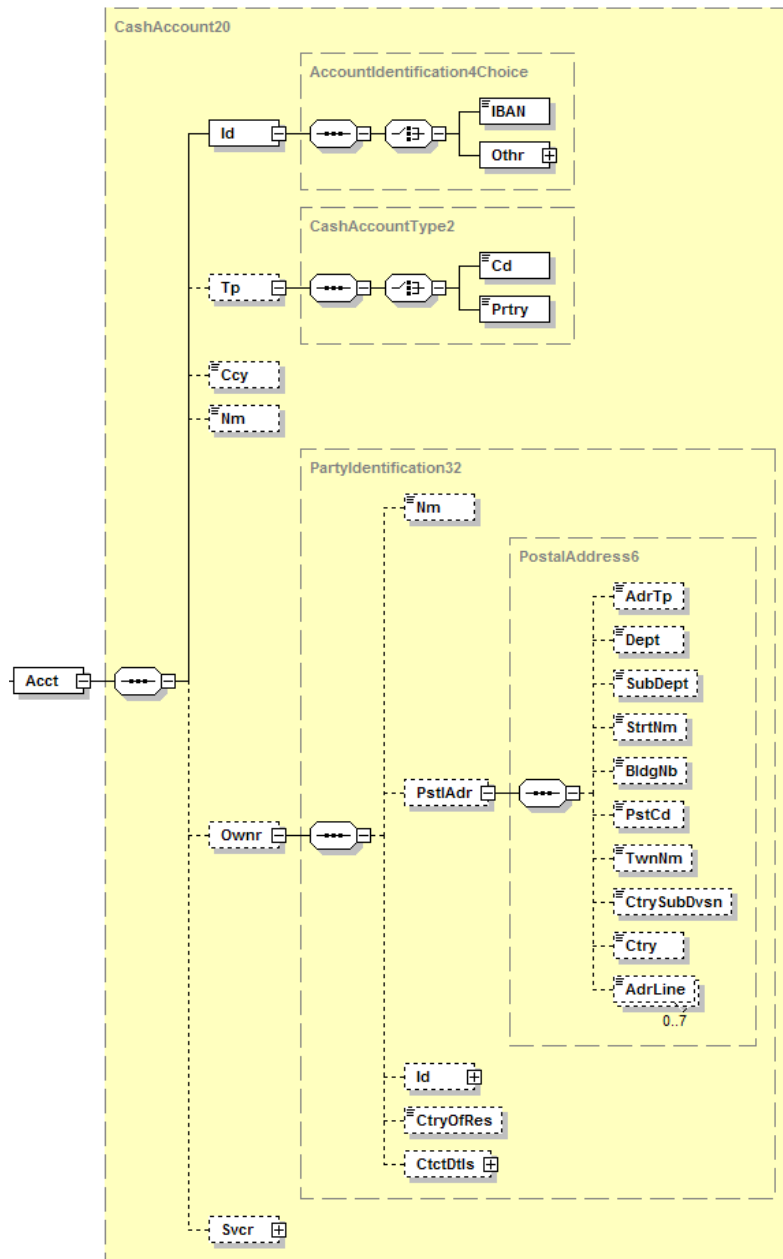 CashAccount20
AccountIdentification4Choice
Id
IBAN
Othr
CashAccountType2
Tp
Cd
Prtry
Ccy
Nm
PartyIdentification32
Nm
PostalAddress6
AdrTp
Dept
SubDept
StrtNm
Acct
BldgNb
PstlAdr
PstCd
Ownr
TwnNm
CtrySubDvsn
Ctry
AdrLine
0..7
Id
CtryOfRes
CtctDtls
Svcr